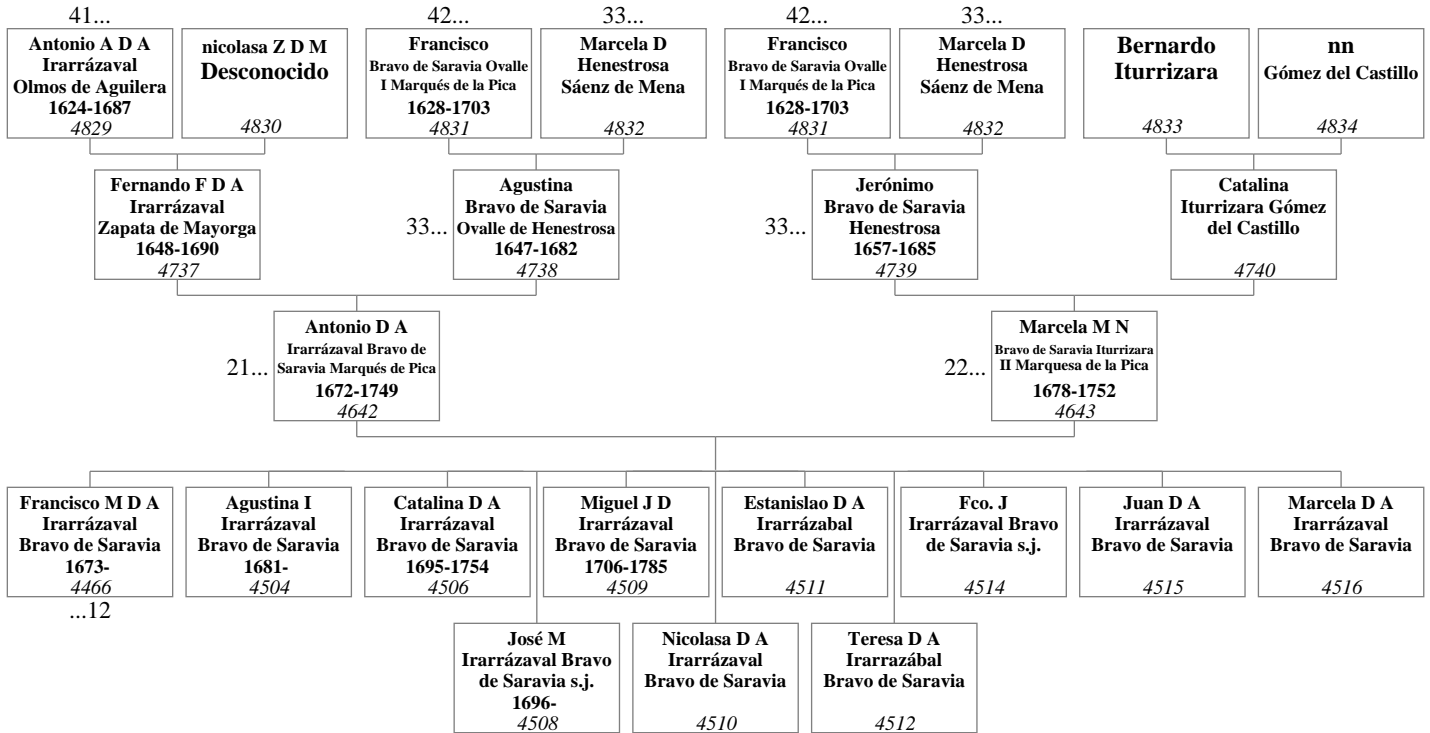 41...
42...
33...
42...
33...
Antonio A D A
Irarrázaval
Olmos de Aguilera
1624-1687
4829
nicolasa Z D M
Desconocido
4830
Francisco
Bravo de Saravia Ovalle
I Marqués de la Pica
1628-1703
4831
Marcela D
Henestrosa
Sáenz de Mena
4832
Francisco
Bravo de Saravia Ovalle
I Marqués de la Pica
1628-1703
4831
Marcela D
Henestrosa
Sáenz de Mena
4832
Bernardo
Iturrizara
4833
nn
Gómez del Castillo
4834
Fernando F D A
Irarrázaval
Zapata de Mayorga
1648-1690
4737
33...
Agustina
Bravo de Saravia
Ovalle de Henestrosa
1647-1682
4738
33...
Jerónimo
Bravo de Saravia
Henestrosa
1657-1685
4739
Catalina
Iturrizara Gómez
del Castillo
4740
21...
Antonio D A
Irarrázaval Bravo de
Saravia Marqués de Pica
1672-1749
4642
22...
Marcela M N
Bravo de Saravia Iturrizara
II Marquesa de la Pica
1678-1752
4643
Francisco M D A
Irarrázaval
Bravo de Saravia
1673-
4466
...12
Agustina I
Irarrázaval
Bravo de Saravia
1681-
4504
Catalina D A
Irarrázaval
Bravo de Saravia
1695-1754
4506
Miguel J D
Irarrázaval
Bravo de Saravia
1706-1785
4509
Estanislao D A
Irarrázabal
Bravo de Saravia
4511
Fco. J
Irarrázaval Bravo
de Saravia s.j.
4514
Juan D A
Irarrázaval
Bravo de Saravia
4515
Marcela D A
Irarrázaval
Bravo de Saravia
4516
José M
Irarrázaval Bravo
de Saravia s.j.
1696-
4508
Nicolasa D A
Irarrázaval
Bravo de Saravia
4510
Teresa D A
Irarrazábal
Bravo de Saravia
4512